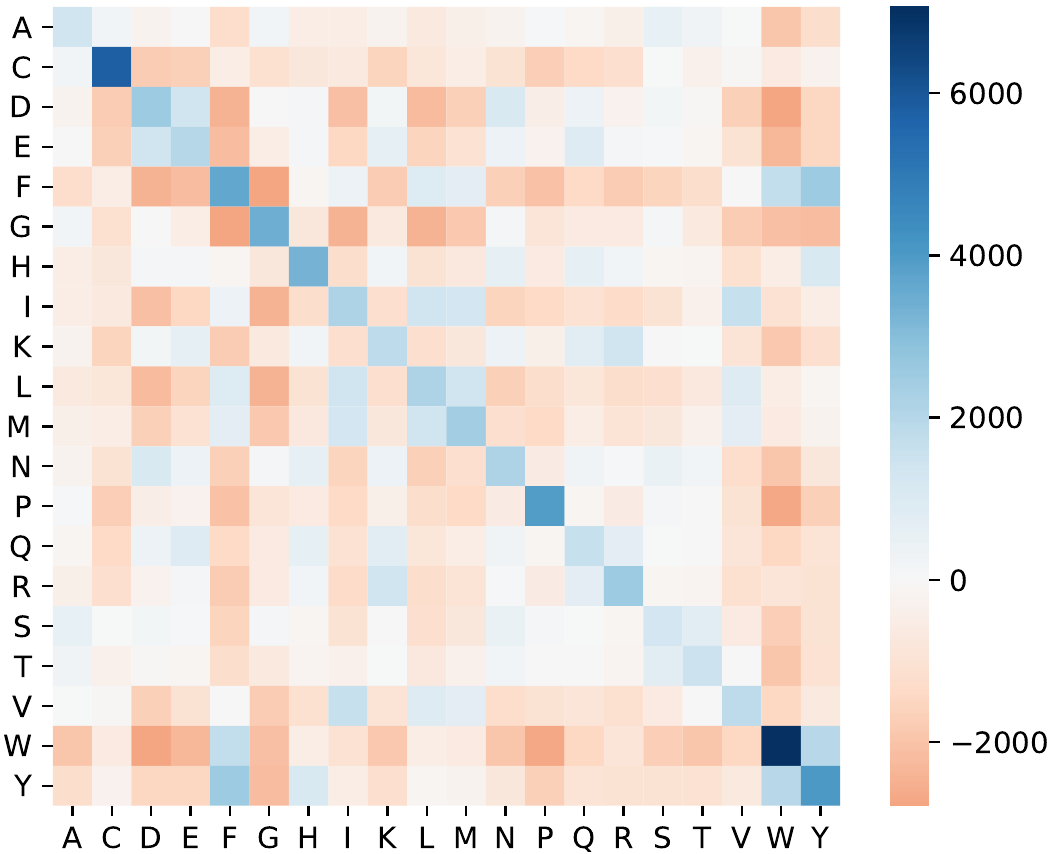 A
C
D
E
F
G
H
I
K
L
M
N
P
Q
R
S
T
V
W
Y
A C D E F G H I K L M N P Q R S T V W Y
6000
4000
2000
0
−2000